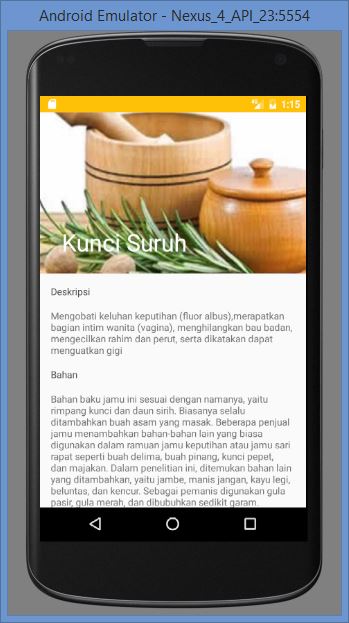 Android Emulator - Nexus_4_API_23:5554
4G 1:15
Kunci Suruh
Deskripsi
Mengobati keluhan keputihan (fluor albus),merapatkan
bagian intim wanita (vagina), menghilangkan bau badan,
mengecilkan rahim dan perut, serta dikatakan dapat
menguatkan gigi
Bahan
Bahan baku jamu ini sesuai dengan namanya, yaitu
rimpang kunci dan daun sirih. Biasanya selalu
ditambahkan buah asam yang masak. Beberapa penjual
jamu menambahkan bahan-bahan lain yang biasa
digunakan dalam ramuan jamu keputihan atau jamu sari
rapat seperti buah delima, buah pinang, kunci pepet,
dan majakan. Dalam penelitian ini, ditemukan bahan lain
yang ditambahkan, yaitu jambe, manis jangan, kayu legi,
beluntas, dan kencur. Sebagai pemanis digunakan gula
pasir, gula merah, dan dibubuhkan sedikit garam.